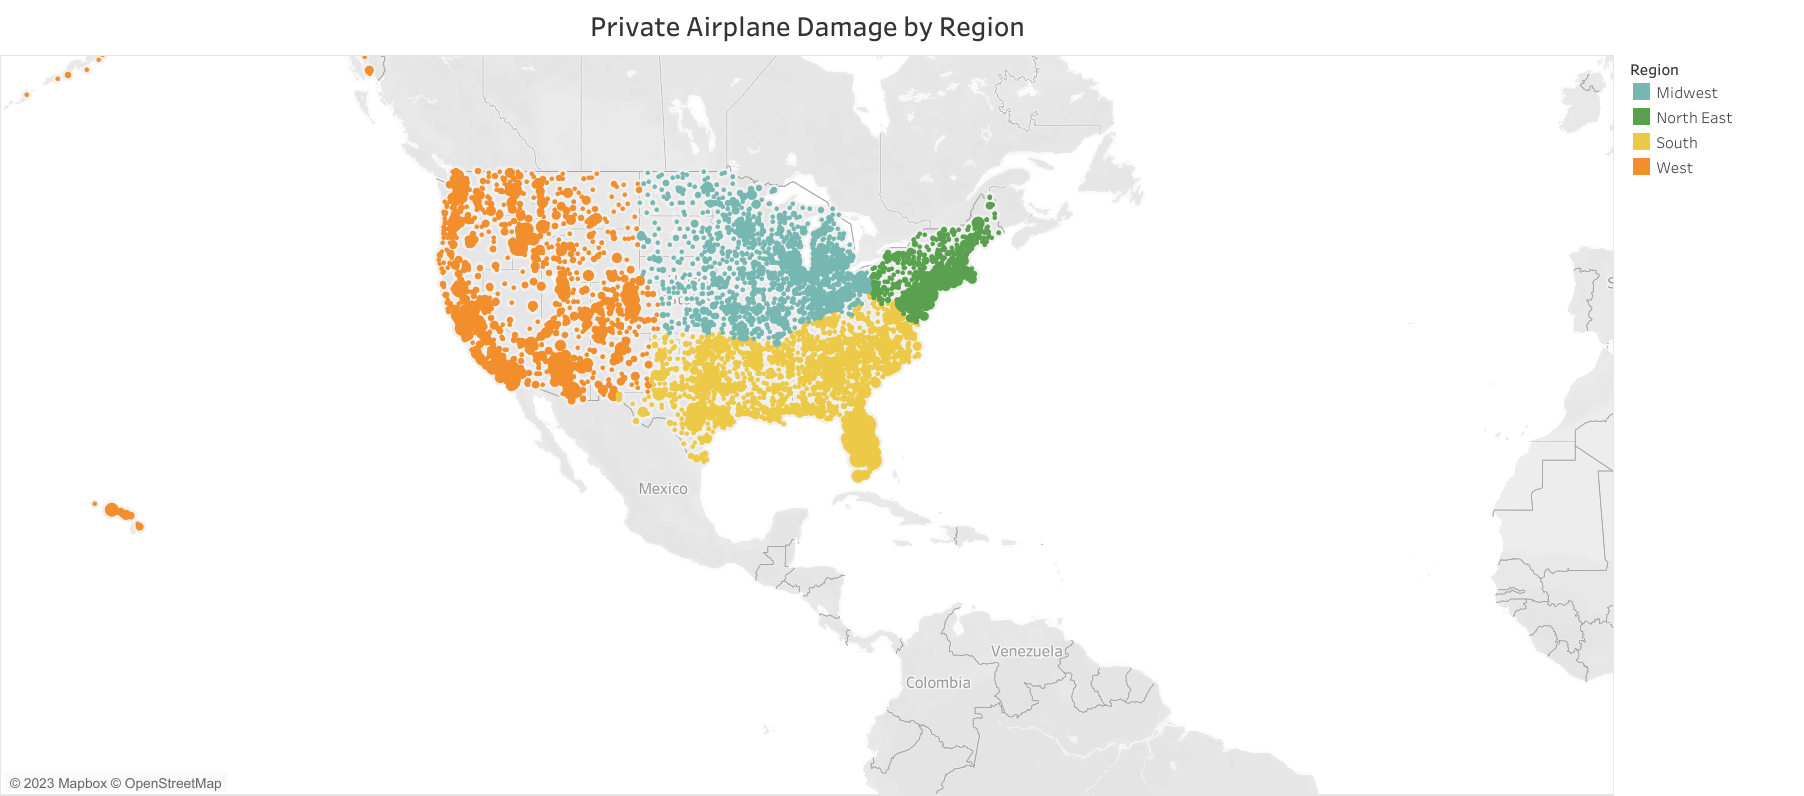 Private Airplane Damage by Region
Region
Midwest
North East
South
West
Mexico
Venezuela
Colombia
© 2023 Mapbox © OpenStreetMap